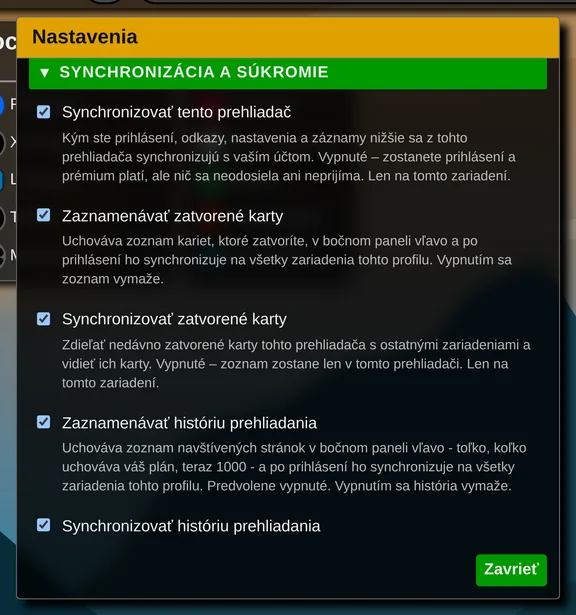 Nastavenia
▼ SYNCHRONIZÁCIA A SÚKROMIE
Synchronizovať tento prehliadač
Kým ste prihlásení, odkazy, nastavenia a záznamy nižšie sa z tohto
prehliadača synchronizujú s vaším účtom. Vypnuté – zostanete prihlásení a
prémium platí, ale nič sa neodosiela ani neprijíma. Len na tomto zariadení.
Zaznamenávať zatvorené karty
Uchováva zoznam kariet, ktoré zatvoríte, v bočnom paneli vľavo a po
prihlásení ho synchronizuje na všetky zariadenia tohto profilu. Vypnutím sa
zoznam vymaže.
Synchronizovať zatvorené karty
Zdieľať nedávno zatvorené karty tohto prehliadača s ostatnými zariadeniami a
vidieť ich karty. Vypnuté – zoznam zostane len v tomto prehliadači. Len na
tomto zariadení.
Zaznamenávať históriu prehliadania
Uchováva zoznam navštívených stránok v bočnom paneli vľavo - toľko, koľko
uchováva váš plán, teraz 1000 - a po prihlásení ho synchronizuje na všetky
zariadenia tohto profilu. Predvolene vypnuté. Vypnutím sa história vymaže.
Synchronizovať históriu prehliadania
Zavrieť